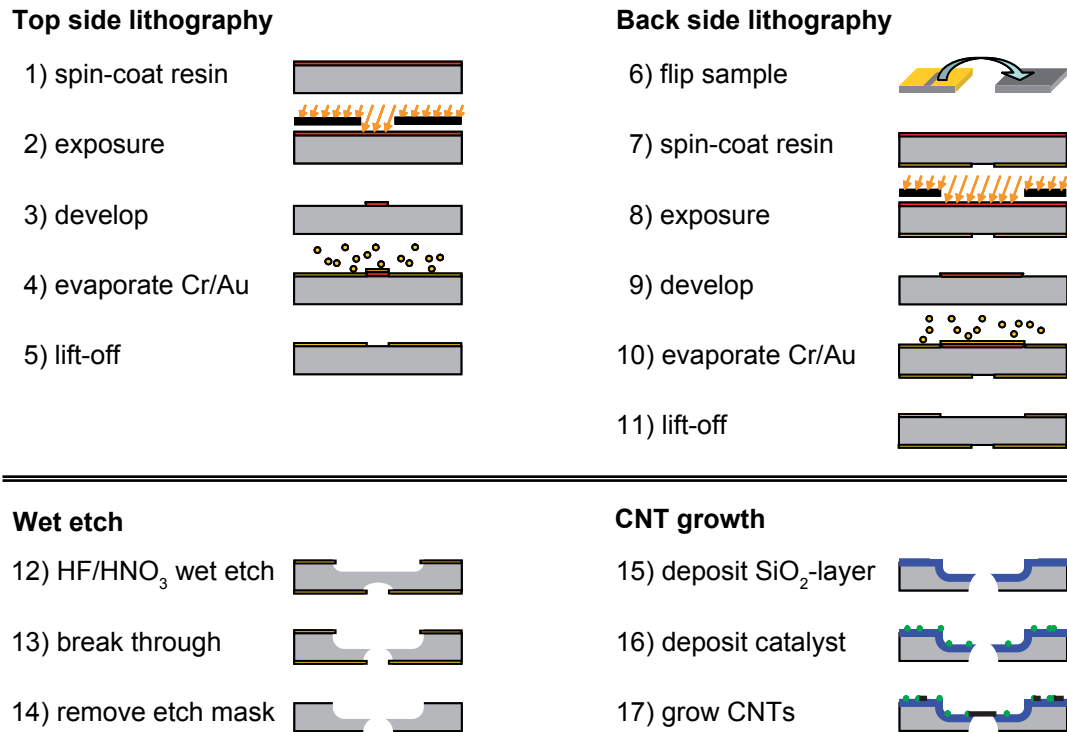 Top side lithography
1) spin-coat resin
2) exposure
3) develop
4) evaporate Cr/Au
5) lift-off
Back side lithography
6) flip sample
7) spin-coat resin
8) exposure
9) develop
10) evaporate Cr/Au
11) lift-off
Wet etch
12) HF/HNO3 wet etch
13) break through
14) remove etch mask
CNT growth
15) deposit SiO2-layer
16) deposit catalyst
17) grow CNTs